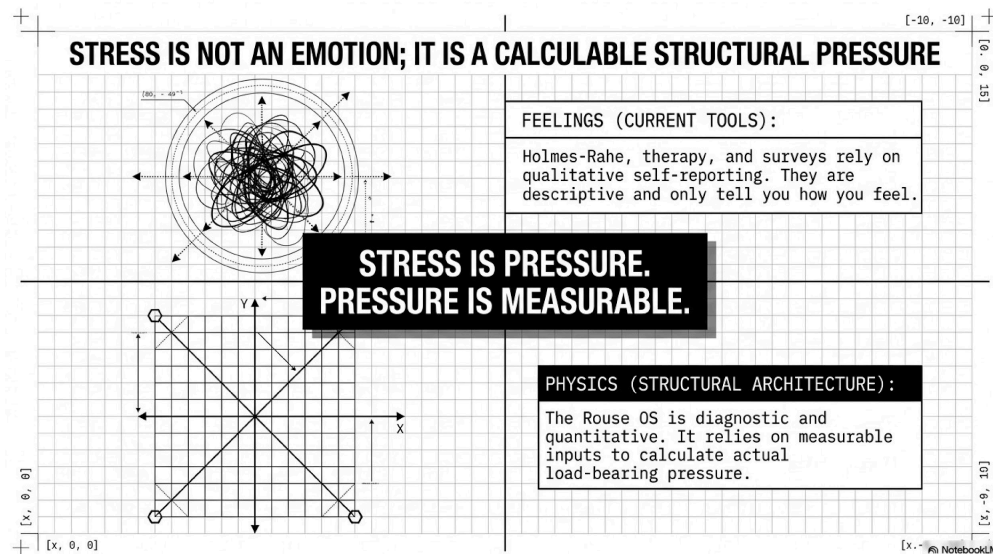 [-10, -10]
STRESS IS NOT AN EMOTION; IT IS A CALCULABLE STRUCTURAL PRESSURE
[0. 0, 15]
FEELINGS (CURRENT TOOLS):
Holmes-Rahe, therapy, and surveys rely on
qualitative self-reporting. They are
descriptive and only tell you how you feel.
STRESS IS PRESSURE.
PRESSURE IS MEASURABLE.
Y
X
PHYSICS (STRUCTURAL ARCHITECTURE):
The Rouse OS is diagnostic and
quantitative. It relies on measurable
inputs to calculate actual
load-bearing pressure.
[x, 0, 0]
[x, 0, 0]
NotebookLM